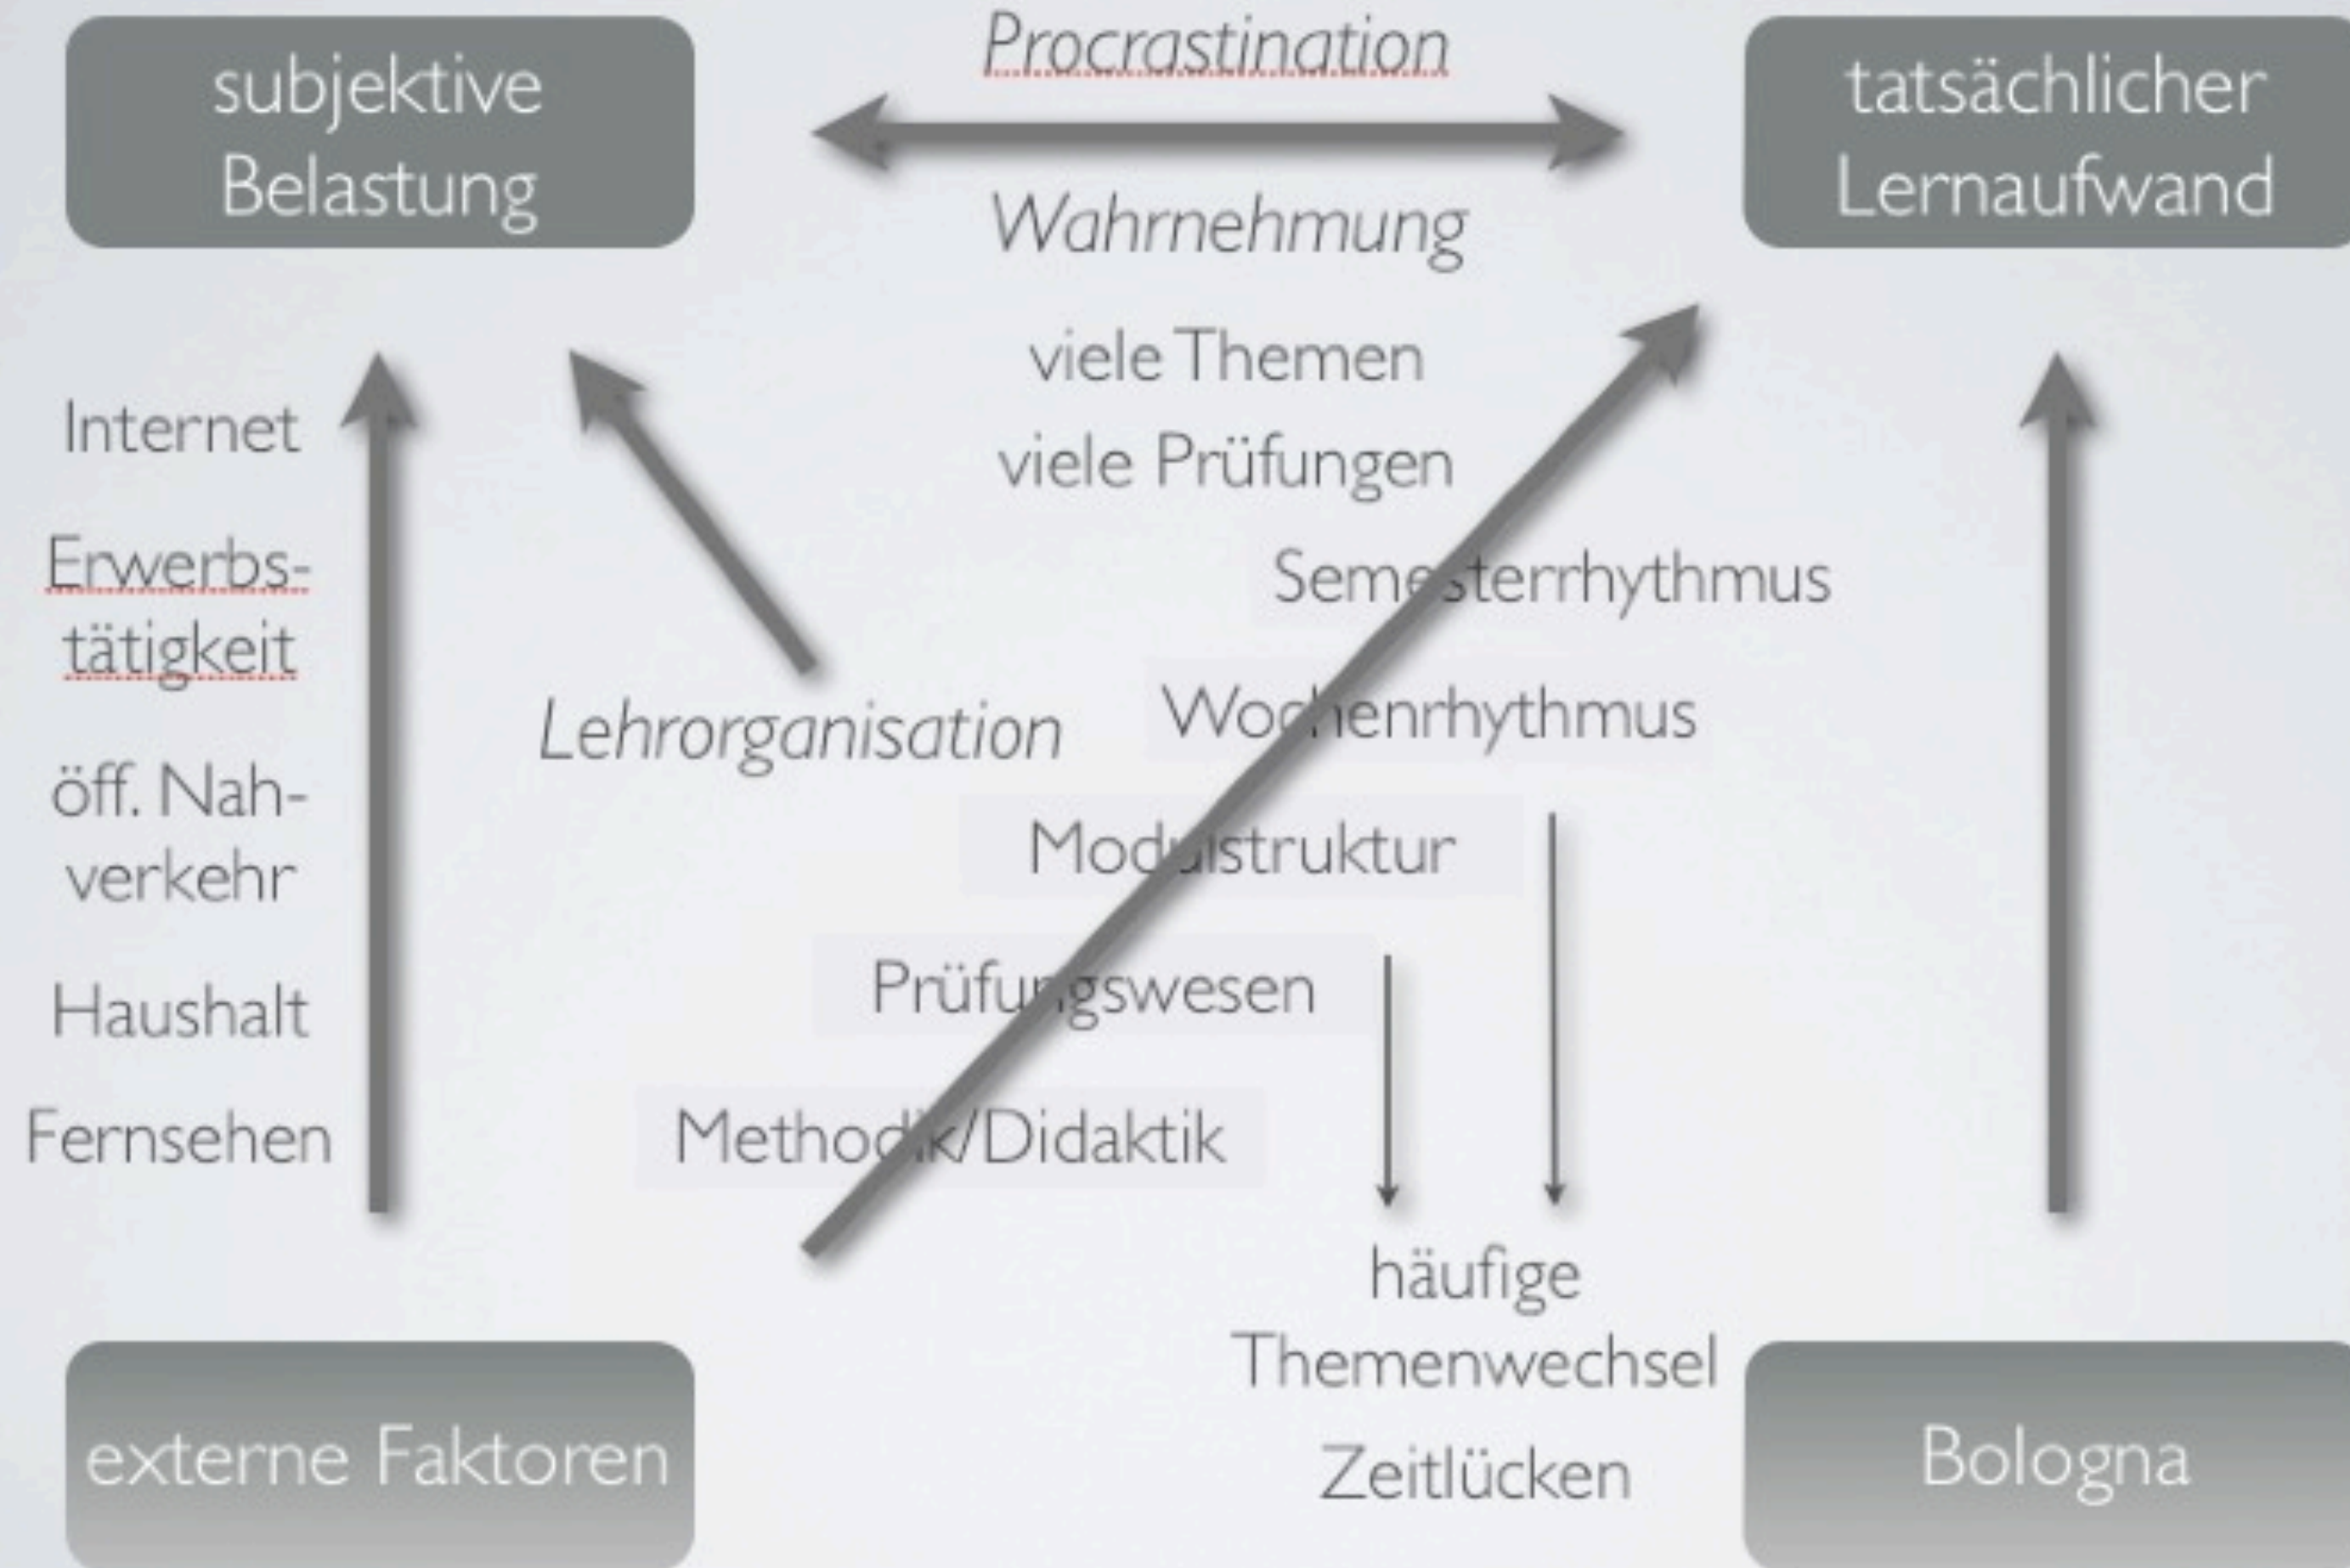 subjektive
Belastung
Procrastination
Wahrnehmung
tatsächlicher
Lernaufwand
viele Themen
viele Prüfungen
Internet
Erwerbs-
tätigkeit
öff. Nah-
verkehr
Haushalt
Fernsehen
Lehrorganisation
Semesterrhythmus
Wochenrhythmus
Modulstruktur
Prüfungswesen
Methodik/Didaktik
häufige
Themenwechsel
Zeitlücken
externe Faktoren
Bologna